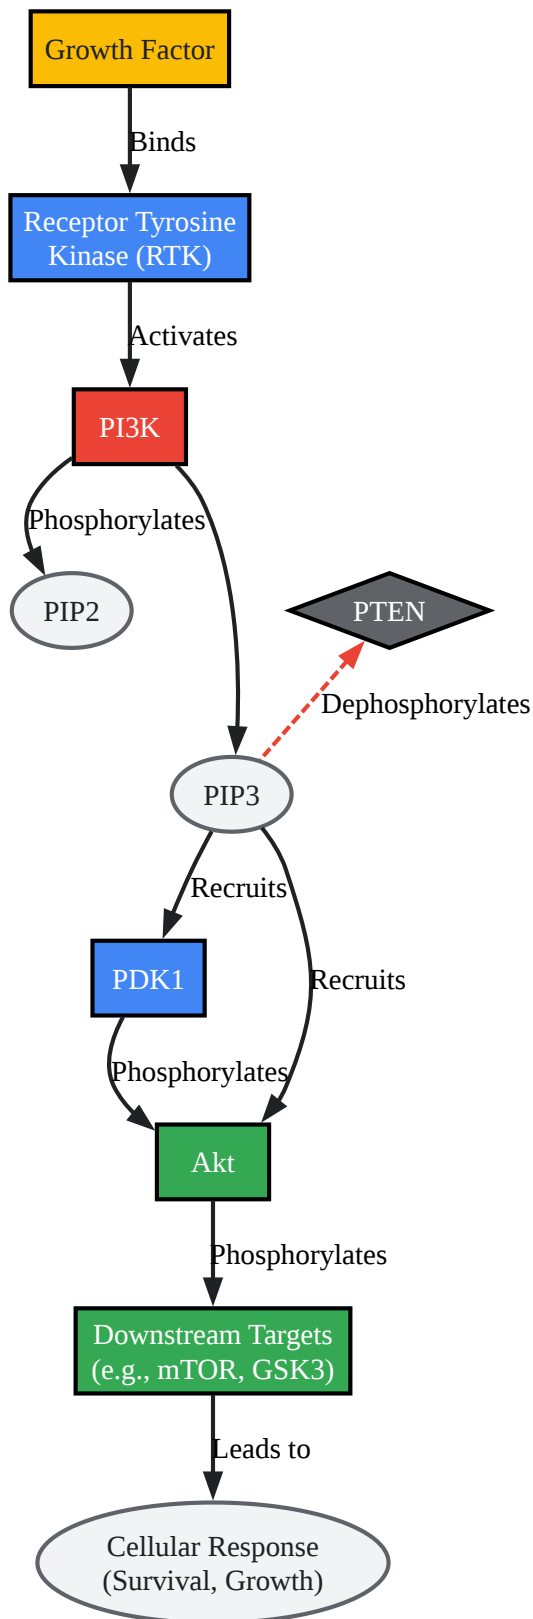 Growth Factor
Binds
Receptor Tyrosine
Kinase (RTK)
Activates
PI3K
Phosphorylates
PIP2
PTEN
Dephosphorylates
PIP3
Recruits
PDK1
Recruits
Phosphorylates
Akt
Phosphorylates
Downstream Targets
(e.g., mTOR, GSK3)
Leads to
Cellular Response
(Survival, Growth)